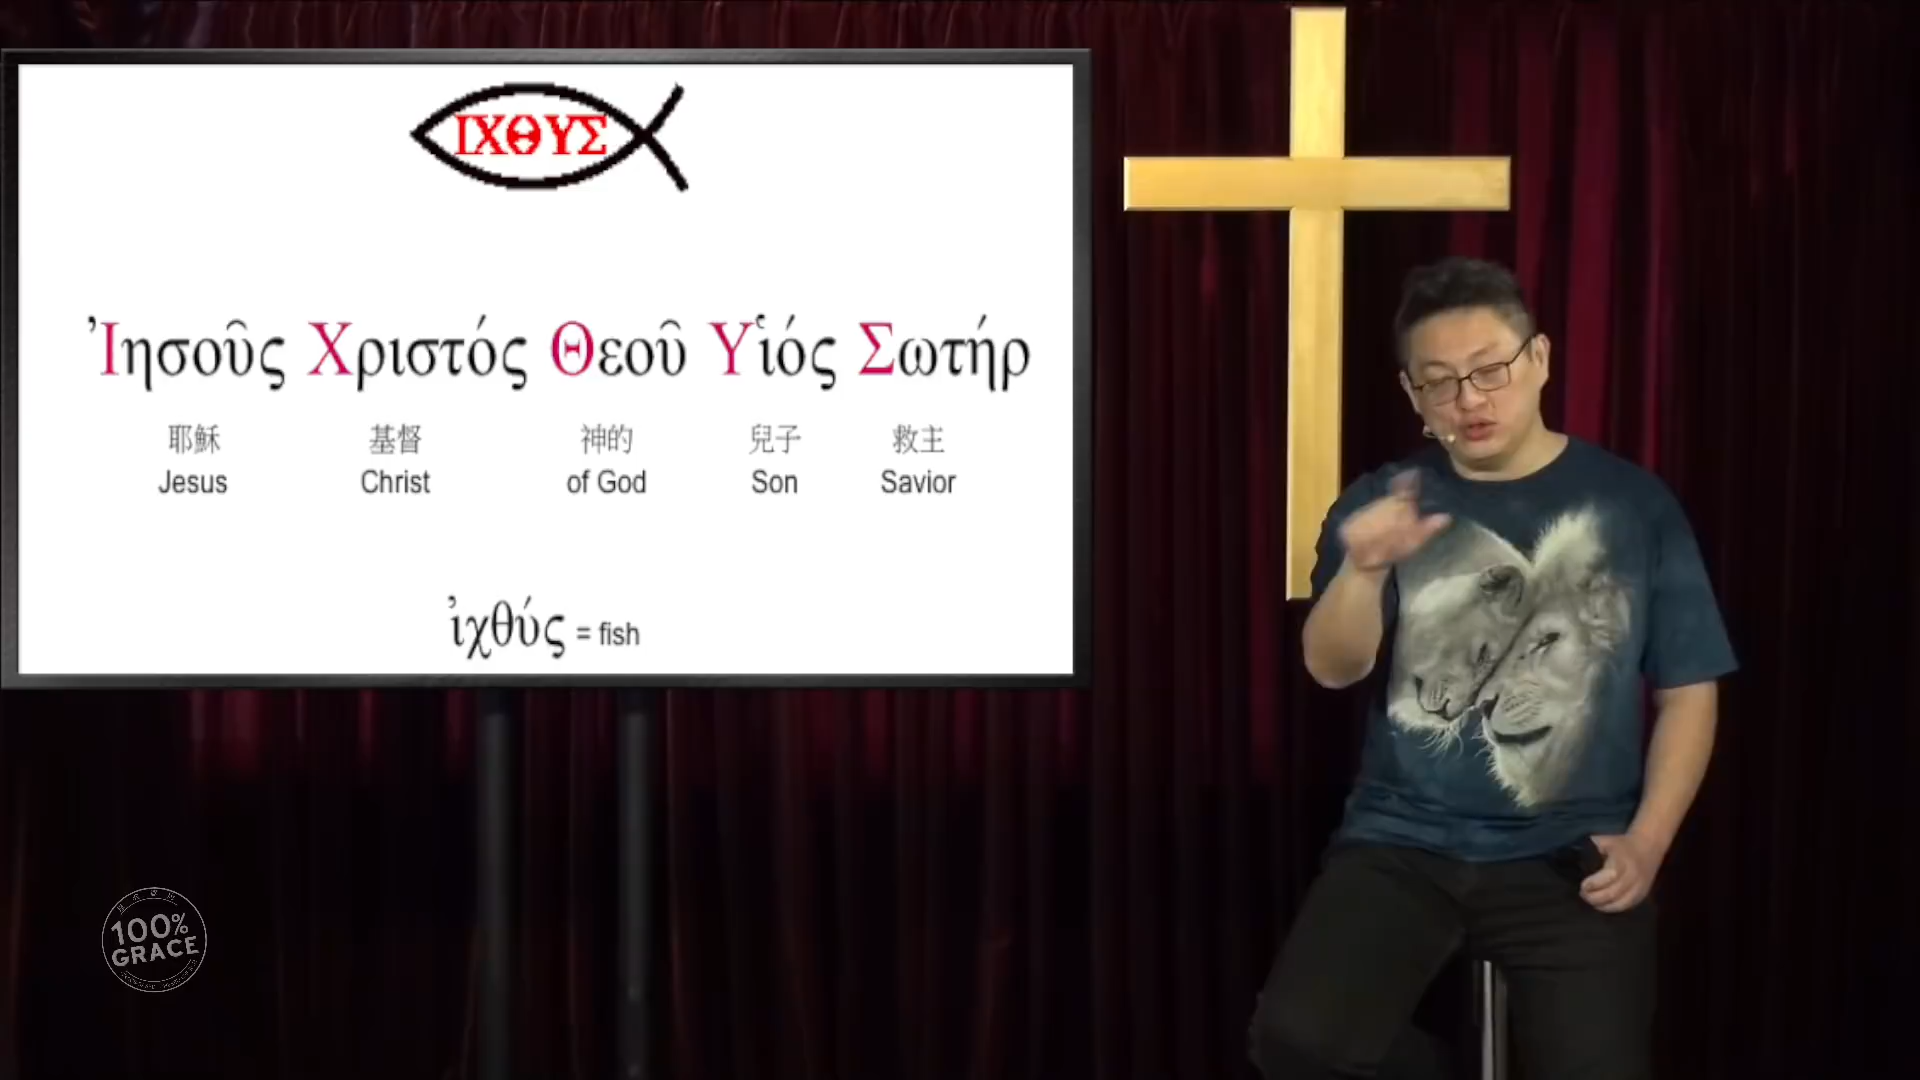 ΙΧΘΥΣ
Ἰησοῦς Χριστός Θεοῦ Υἱός Σωτήρ
耶穌 基督 神的 兒子 救主
Jesus Christ of God Son Savior
ἰχθύς = fish
100%
GRACE